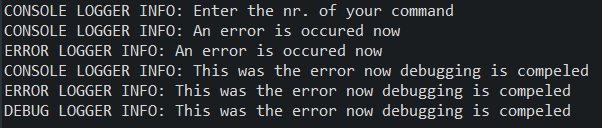 CONSOLE LOGGER INFO: Enter the nr. of your command
CONSOLE LOGGER INFO: An error is occured now
ERROR LOGGER INFO: An error is occured now
CONSOLE LOGGER INFO: This was the error now debugging is compeled
ERROR LOGGER INFO: This was the error now debugging is compeled
DEBUG LOGGER INFO: This was the error now debugging is compeled